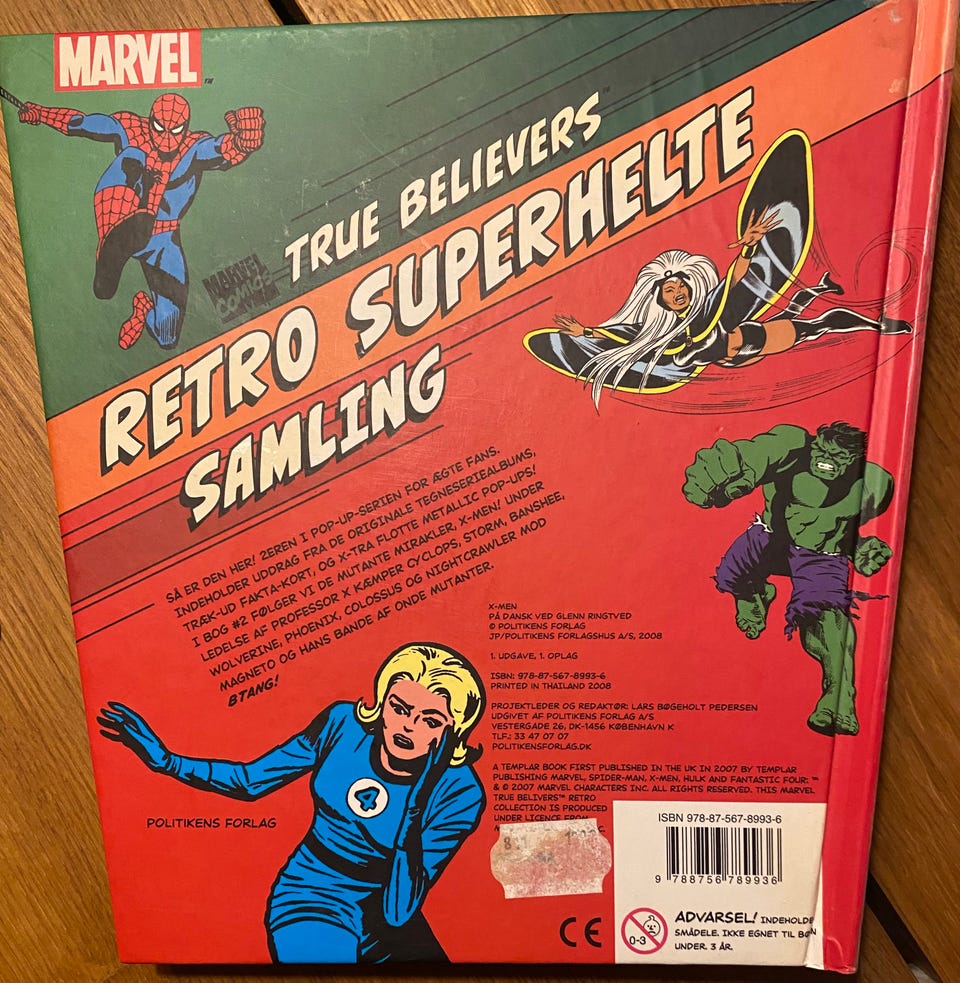 MARVEL™
TRUE BELIEVERS™
MARVEL
COMICS
RETRO SUPERHELTE
SAMLING
SÅ ER DEN HER! 2EREN I POP-UP-SERIEN FOR ÆGTE FANS.
INDEHOLDER UDDRAG FRA DE ORIGINALE TEGNESERIEALBUMS,
TRÆK-UD FAKTA-KORT, OG X-TRA FLOTTE METALLIC POP-UPS!
I BOG #2 FØLGER VI DE MUTANTE MIRAKLER, X-MEN! UNDER
LEDELSE AF PROFESSOR X KÆMPER CYCLOPS, STORM, BANSHEE,
WOLVERINE, PHOENIX, COLOSSUS OG NIGHTCRAWLER MOD
MAGNETO OG HANS BANDE AF ONDE MUTANTER.
BTANG!
X-MEN
PÅ DANSK VED GLENN RINGTVED
© POLITIKENS FORLAG
JP/POLITIKENS FORLAGSHUS A/S, 2008
1. UDGAVE, 1. OPLAG
ISBN: 978-87-567-8993-6
PRINTED IN THAILAND 2008
PROJEKTLEDER OG REDAKTØR: LARS BØGEHOLT PEDERSEN
UDGIVET AF POLITIKENS FORLAG A/S
VESTERGADE 26, DK-1456 KØBENHAVN K
TLF.: 33 47 07 07
POLITIKENSFORLAG.DK
A TEMPLAR BOOK FIRST PUBLISHED IN THE UK IN 2007 BY TEMPLAR
PUBLISHING MARVEL, SPIDER-MAN, X-MEN, HULK AND FANTASTIC FOUR: ™
& © 2007 MARVEL CHARACTERS INC. ALL RIGHTS RESERVED. THIS MARVEL
TRUE BELIVERS™ RETRO
COLLECTION IS PRODUCED
UNDER LICENCE FROM
4
POLITIKENS FORLAG
ISBN 978-87-567-8993-6
9 788756 789936
CE
0-3
ADVARSEL! INDEHOLDE
SMÅDELE. IKKE EGNET TIL BØN
UNDER. 3 ÅR.